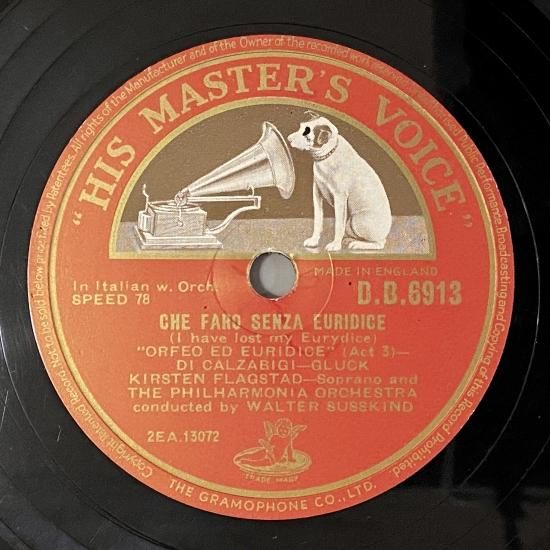 "HIS MASTER'S VOICE"
Copyrighted Record Not to be sold below price fixed by Patentees. All rights of the Manufacturer and of the Owner of the recorded work reserved. Unauthorised Public Performance Broadcasting and Copying of this Record Prohibited.
MADE IN ENGLAND
In Italian w. Orch.
SPEED 78
D.B.6913
CHE FARO SENZA EURIDICE
(I have lost my Eurydice)
"ORFEO ED EURIDICE" (Act 3)—
DI CALZABIGI—GLUCK
KIRSTEN FLAGSTAD—Soprano and
THE PHILHARMONIA ORCHESTRA
conducted by WALTER SUSSKIND
2EA.13072
TRADE MARK
THE GRAMOPHONE CO., LTD.